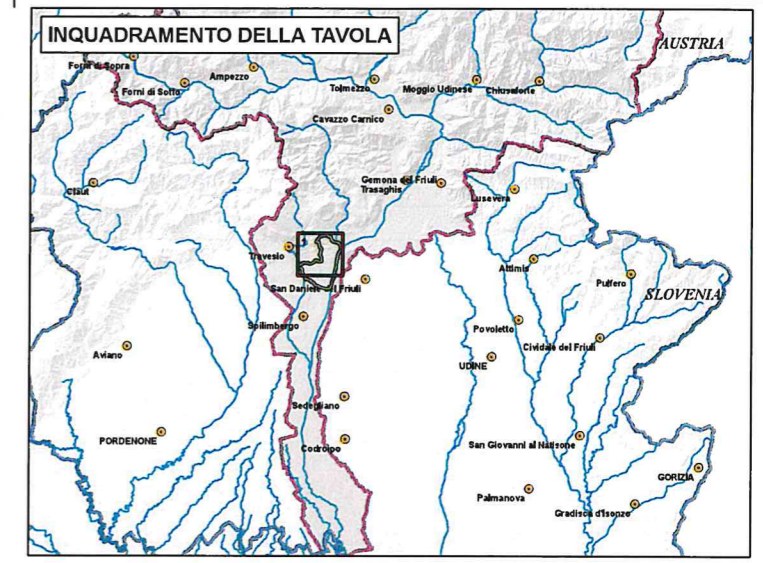 INQUADRAMENTO DELLA TAVOLA
AUSTRIA
Forni di Sopra
Forni di Sotto
Ampezzo
Tolmezzo
Moggio Udinese
Chiusaforte
Cavazzo Carnico
Claut
Gemona del Friuli
Trasaghis
Lusevera
Travesio
Attimis
Pulfero
San Daniele del Friuli
SLOVENIA
Spilimbergo
Povoletto
Cividale del Friuli
Aviano
UDINE
Sedegliano
PORDENONE
Codroipo
San Giovanni al Natisone
GORIZIA
Palmanova
Gradisca d'Isonzo